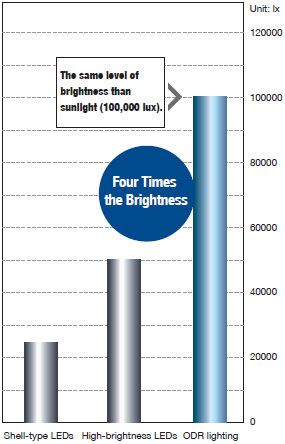 Unit: lx
120000
The same level of
brightness than
sunlight (100,000 lux).
100000
80000
Four Times
the Brightness
60000
40000
20000
0
Shell-type LEDs High-brightness LEDs ODR lighting